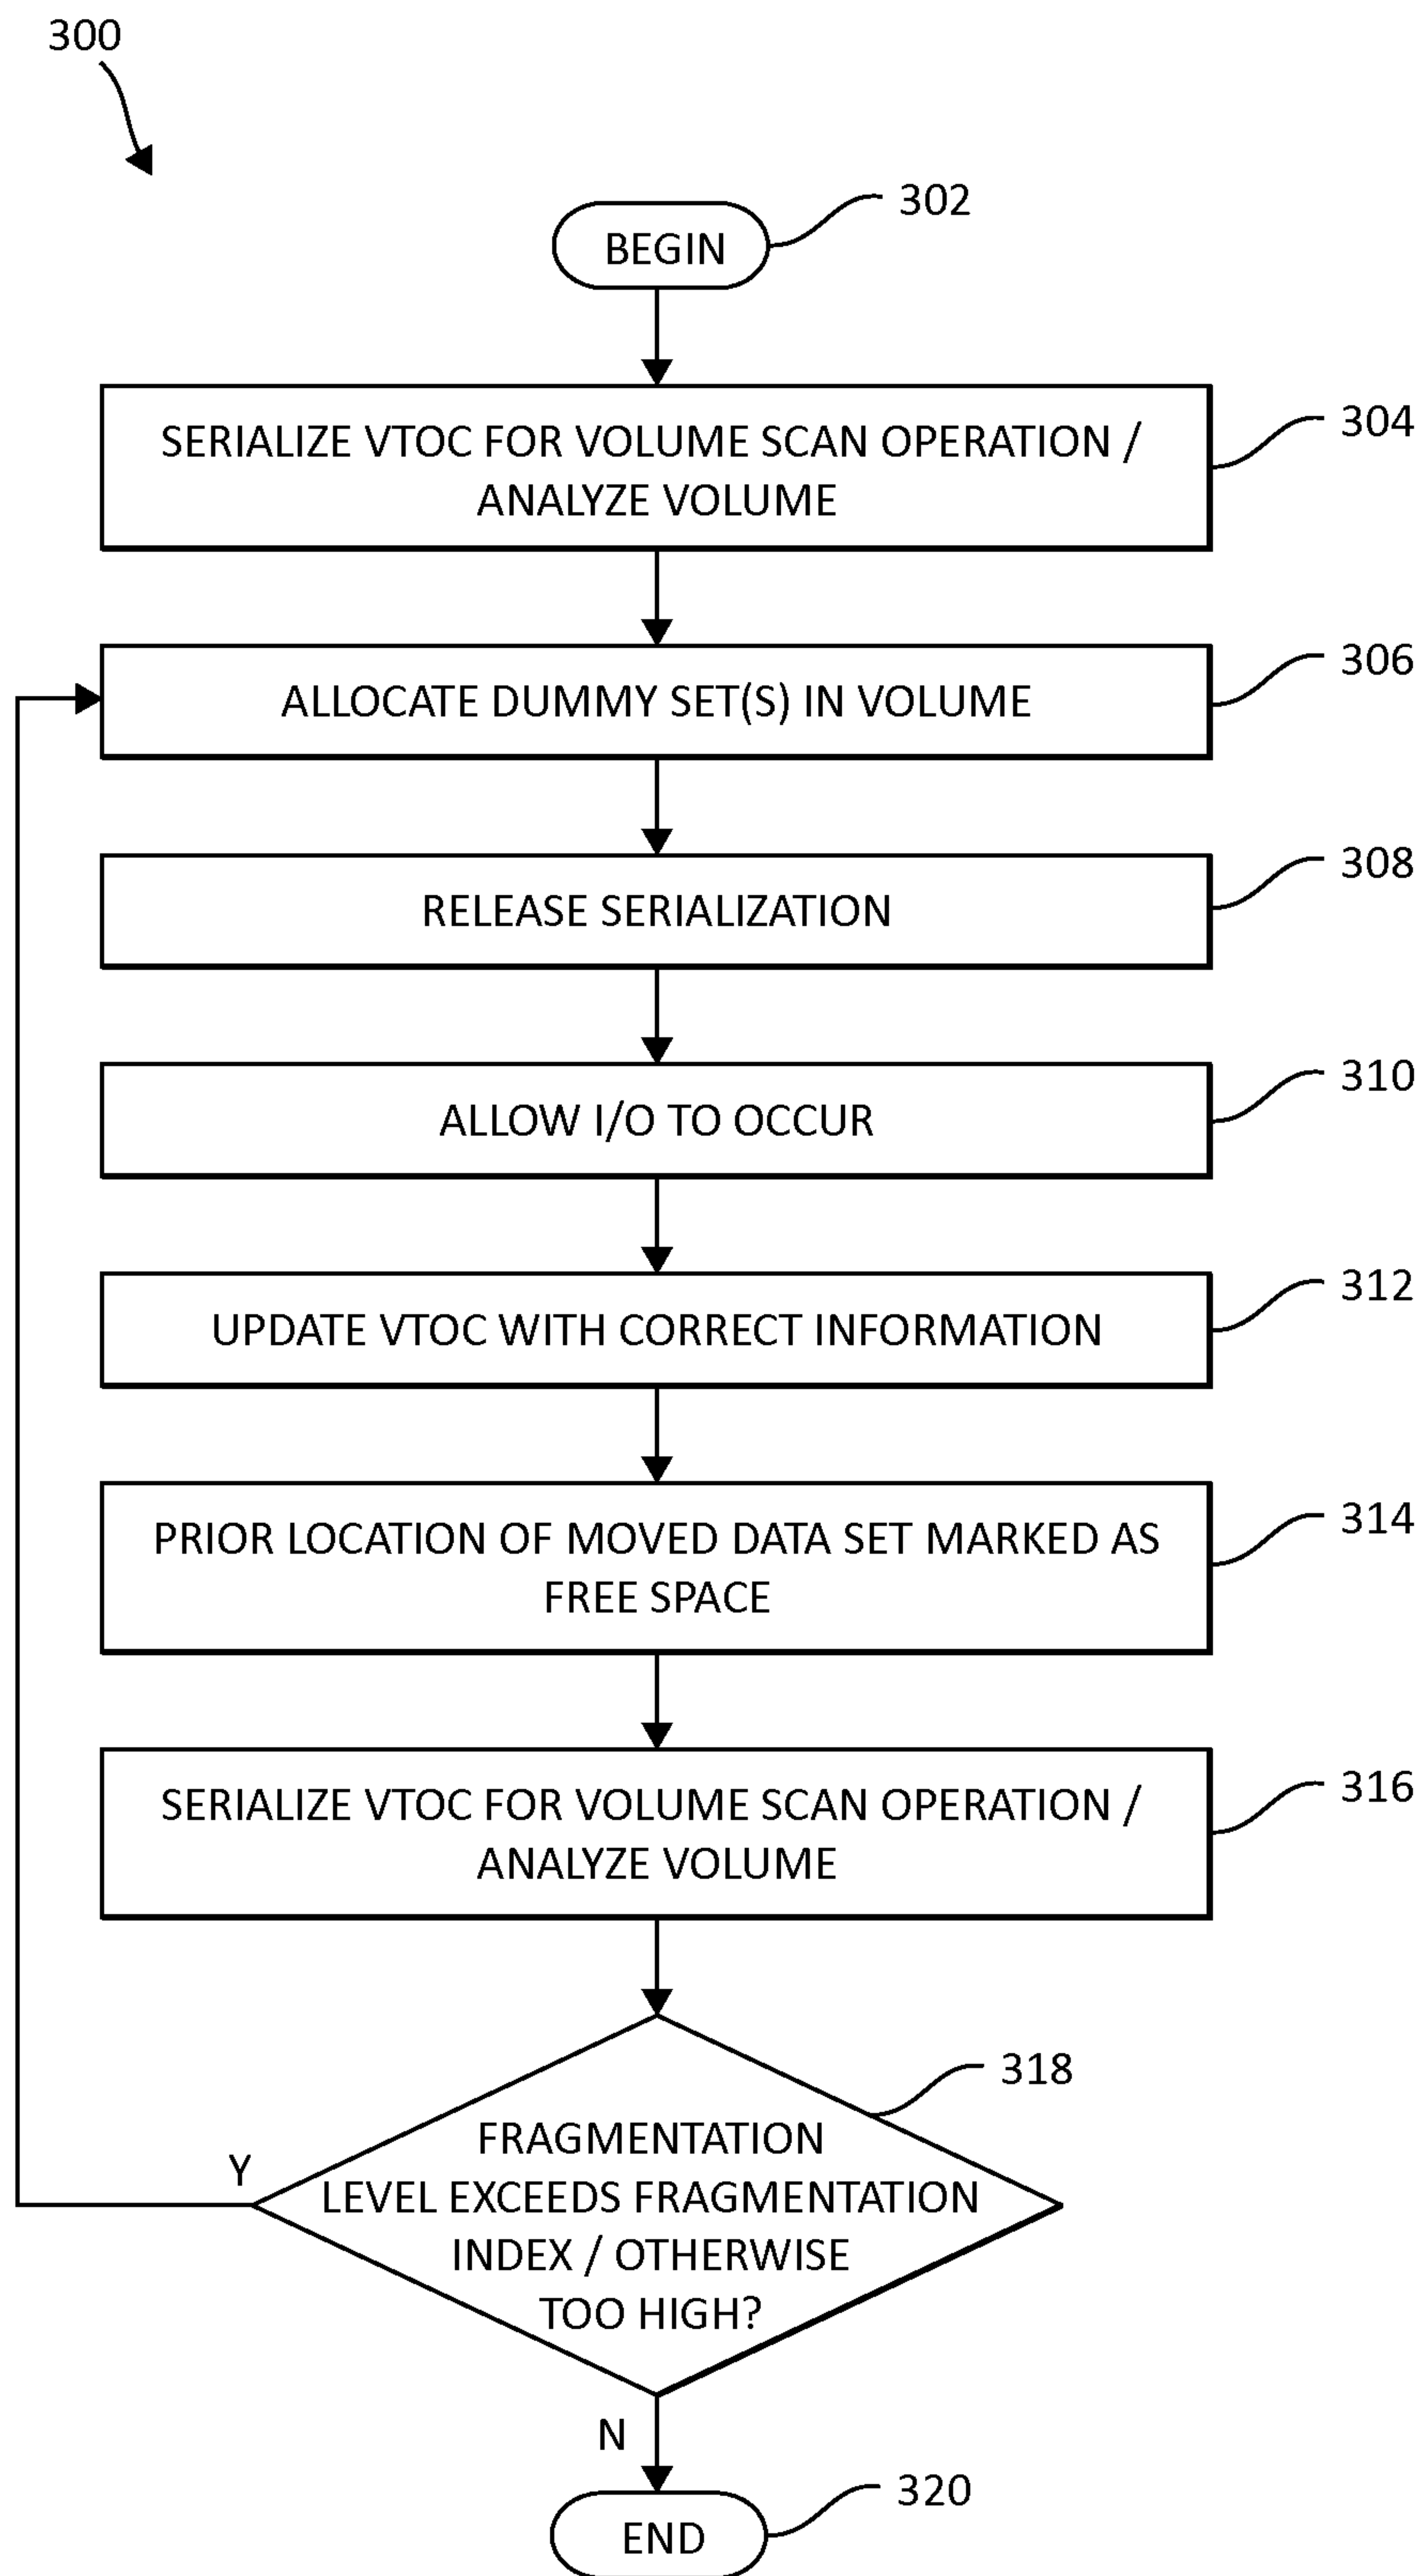 300
302
BEGIN
304
SERIALIZE VTOC FOR VOLUME SCAN OPERATION /
ANALYZE VOLUME
306
ALLOCATE DUMMY SET(S) IN VOLUME
308
RELEASE SERIALIZATION
310
ALLOW I/O TO OCCUR
312
UPDATE VTOC WITH CORRECT INFORMATION
314
PRIOR LOCATION OF MOVED DATA SET MARKED AS
FREE SPACE
316
SERIALIZE VTOC FOR VOLUME SCAN OPERATION /
ANALYZE VOLUME
318
FRAGMENTATION
LEVEL EXCEEDS FRAGMENTATION
INDEX / OTHERWISE
TOO HIGH?
Y
N
320
END